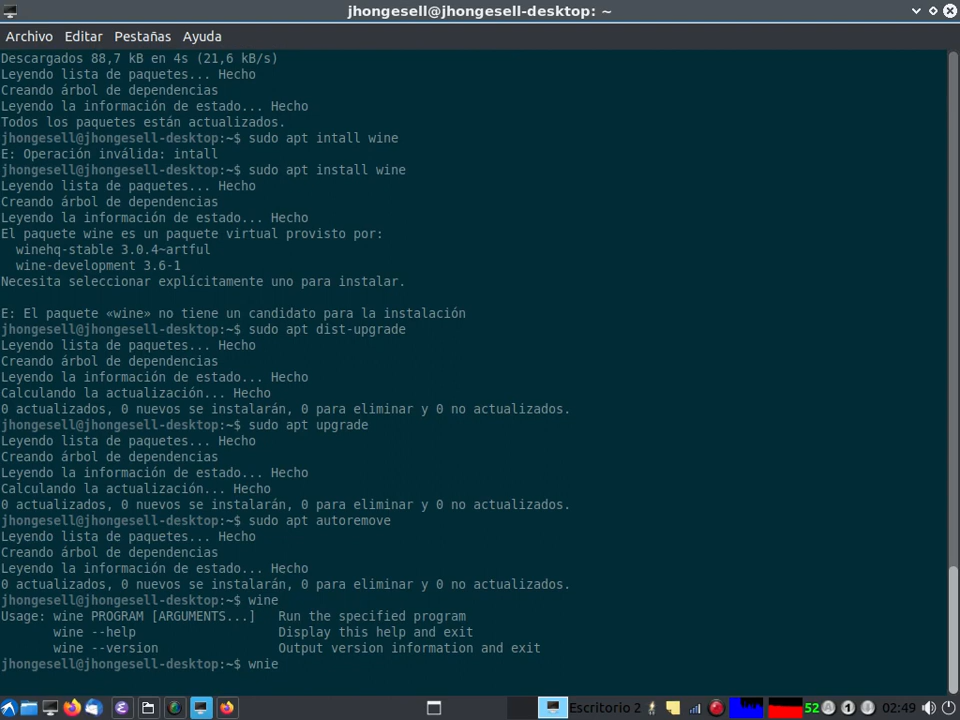 jhongesell@jhongesell-desktop: ~
Archivo Editar Pestañas Ayuda
Descargados 88,7 kB en 4s (21,6 kB/s)
Leyendo lista de paquetes... Hecho
Creando árbol de dependencias
Leyendo la información de estado... Hecho
Todos los paquetes están actualizados.
jhongesell@jhongesell-desktop:~$ sudo apt intall wine
E: Operación inválida: intall
jhongesell@jhongesell-desktop:~$ sudo apt install wine
Leyendo lista de paquetes... Hecho
Creando árbol de dependencias
Leyendo la información de estado... Hecho
El paquete wine es un paquete virtual provisto por:
  winehq-stable 3.0.4~artful
  wine-development 3.6-1
Necesita seleccionar explícitamente uno para instalar.

E: El paquete «wine» no tiene un candidato para la instalación
jhongesell@jhongesell-desktop:~$ sudo apt dist-upgrade
Leyendo lista de paquetes... Hecho
Creando árbol de dependencias
Leyendo la información de estado... Hecho
Calculando la actualización... Hecho
0 actualizados, 0 nuevos se instalarán, 0 para eliminar y 0 no actualizados.
jhongesell@jhongesell-desktop:~$ sudo apt upgrade
Leyendo lista de paquetes... Hecho
Creando árbol de dependencias
Leyendo la información de estado... Hecho
Calculando la actualización... Hecho
0 actualizados, 0 nuevos se instalarán, 0 para eliminar y 0 no actualizados.
jhongesell@jhongesell-desktop:~$ sudo apt autoremove
Leyendo lista de paquetes... Hecho
Creando árbol de dependencias
Leyendo la información de estado... Hecho
0 actualizados, 0 nuevos se instalarán, 0 para eliminar y 0 no actualizados.
jhongesell@jhongesell-desktop:~$ wine
Usage: wine PROGRAM [ARGUMENTS...]   Run the specified program
       wine --help                   Display this help and exit
       wine --version                Output version information and exit
jhongesell@jhongesell-desktop:~$ wnie
Escritorio 2 52 A 1 02:49